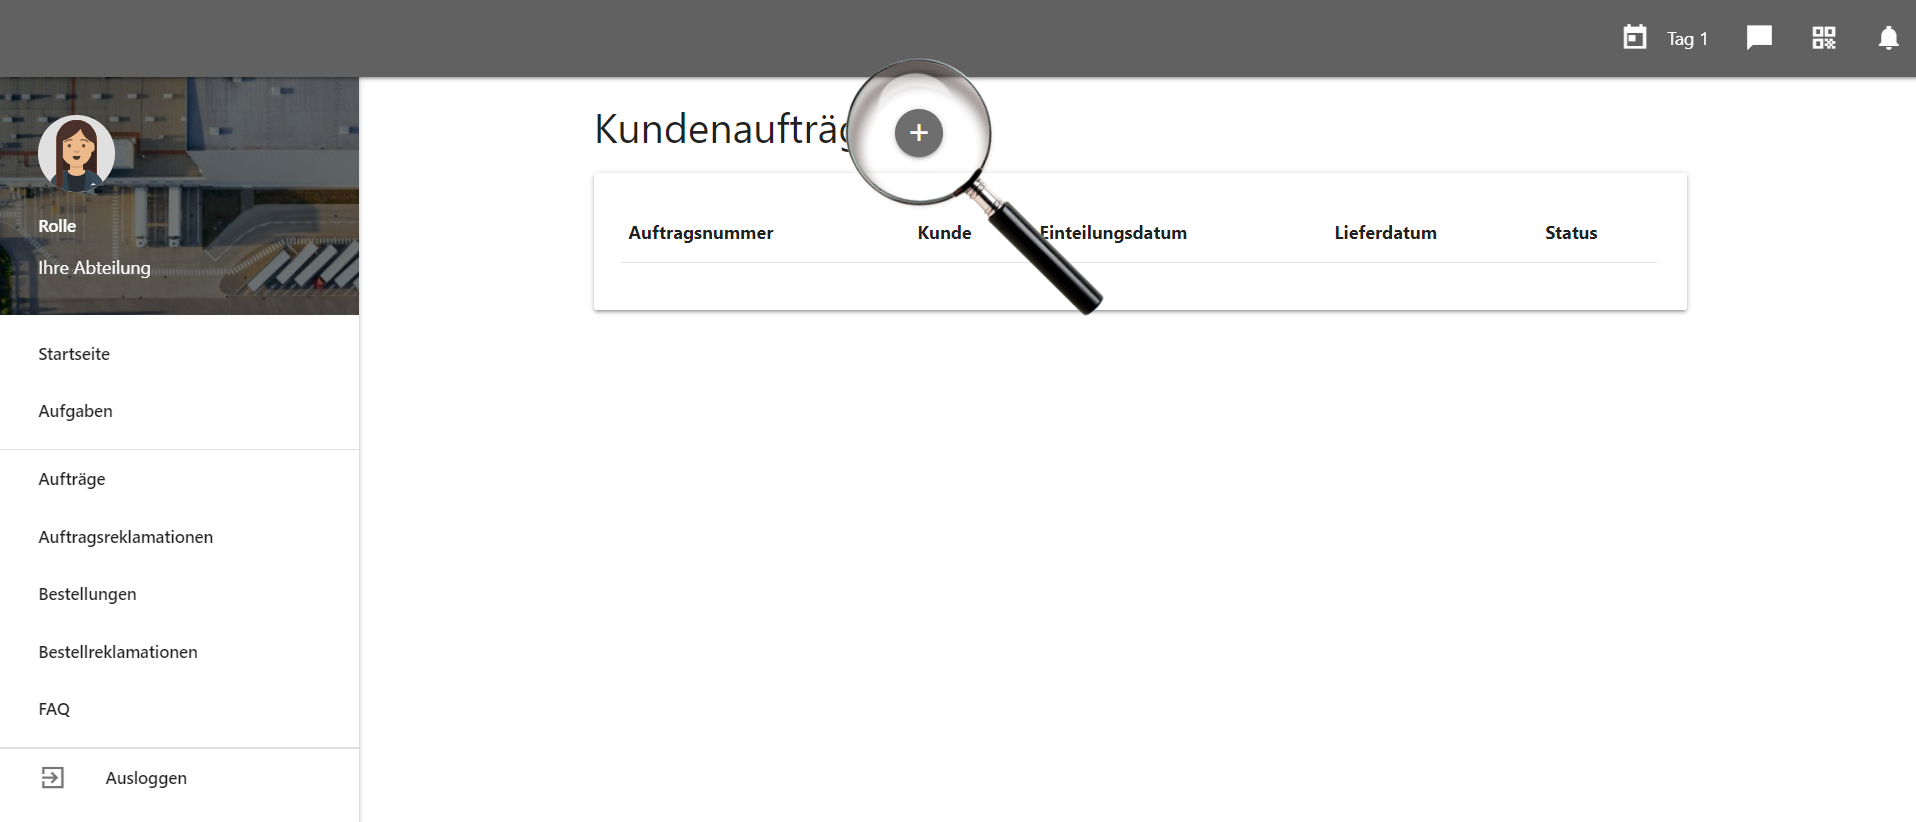 Tag 1
Kundenaufträg
Rolle
Ihre Abteilung
Auftragsnummer Kunde Einteilungsdatum Lieferdatum Status
Startseite
Aufgaben
Aufträge
Auftragsreklamationen
Bestellungen
Bestellreklamationen
FAQ
Ausloggen